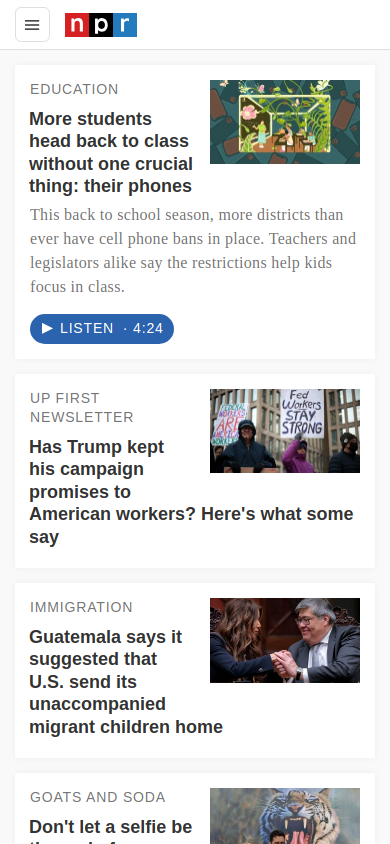 npr
EDUCATION
More students
head back to class
without one crucial
thing: their phones
This back to school season, more districts than
ever have cell phone bans in place. Teachers and
legislators alike say the restrictions help kids
focus in class.
LISTEN · 4:24
UP FIRST
NEWSLETTER
Has Trump kept
his campaign
promises to
American workers? Here's what some
say
FEDERAL
WORKERS
ARE
Fed
Workers
STAY
STRONG
IMMIGRATION
Guatemala says it
suggested that
U.S. send its
unaccompanied
migrant children home
GOATS AND SODA
Don't let a selfie be